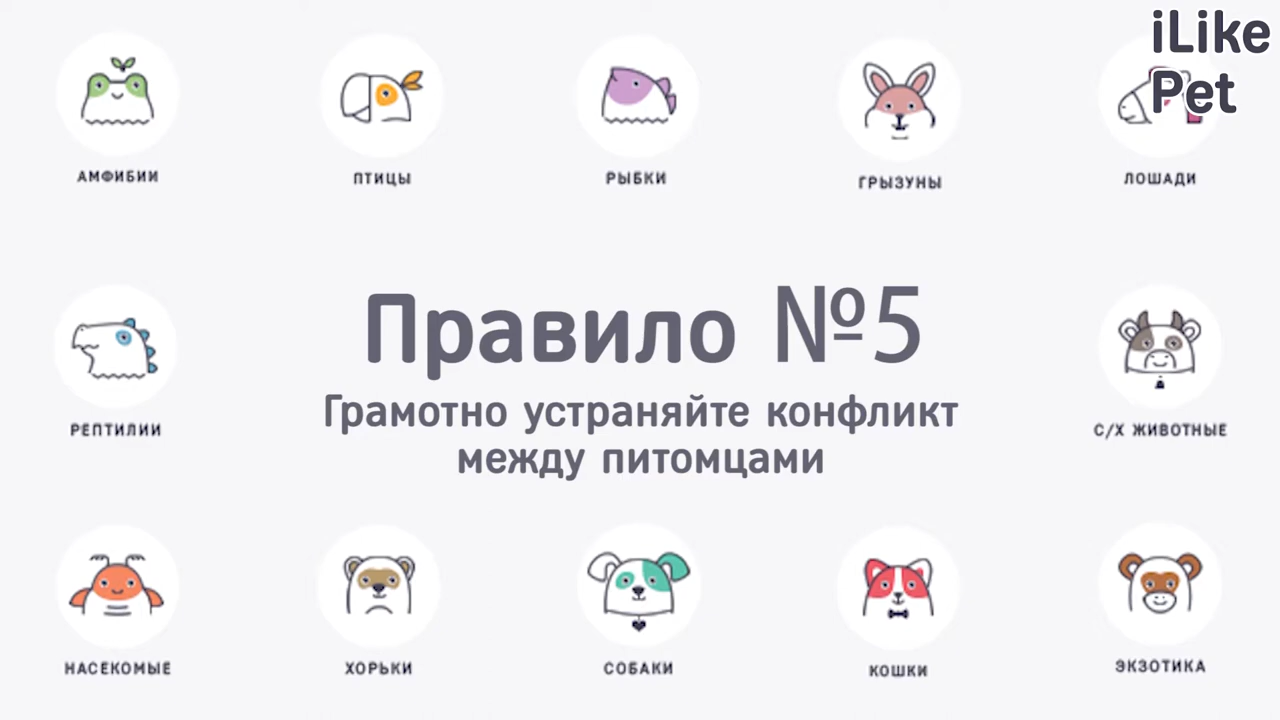 iLike
Pet
АМФИБИИ
ПТИЦЫ
РЫБКИ
ГРЫЗУНЫ
ЛОШАДИ
Правило №5
Грамотно устраняйте конфликт
между питомцами
РЕПТИЛИИ
С/Х ЖИВОТНЫЕ
НАСЕКОМЫЕ
ХОРЬКИ
СОБАКИ
КОШКИ
ЭКЗОТИКА